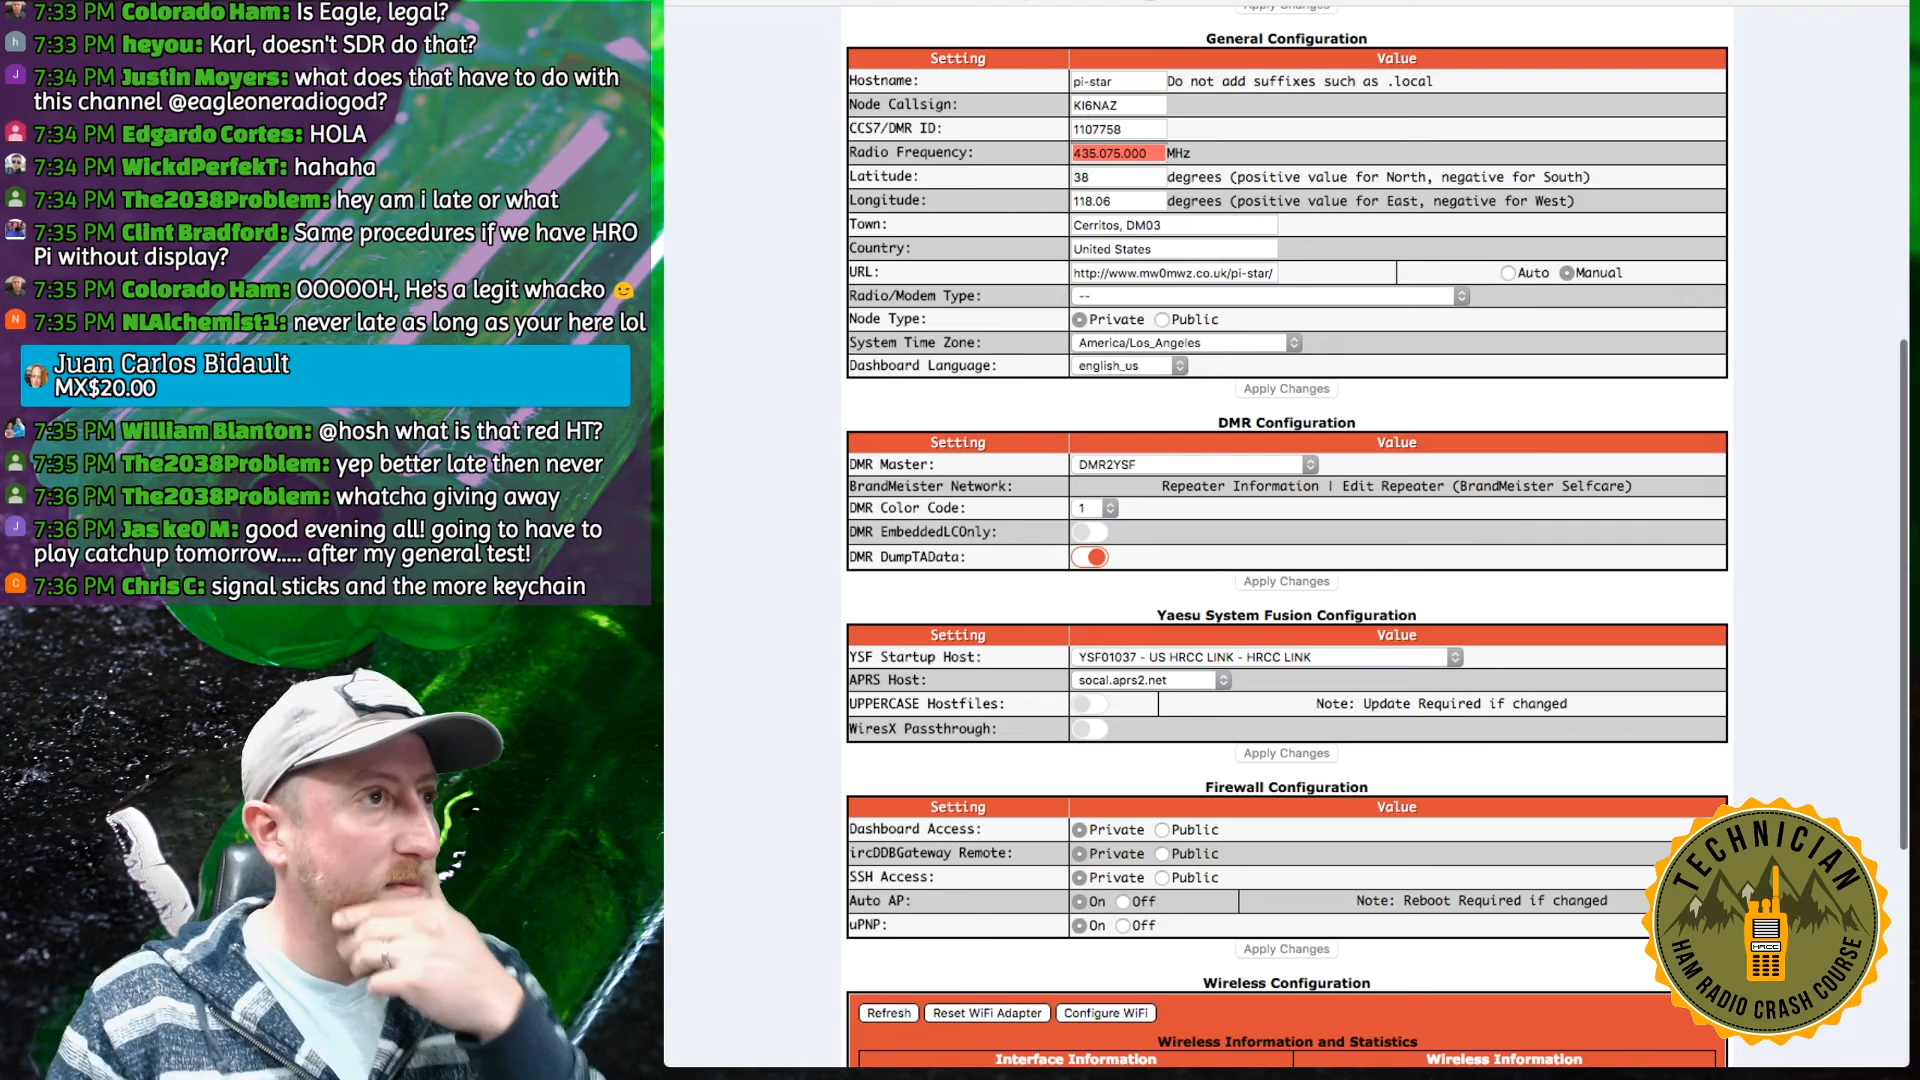 7:33 PM Colorado Ham: Is Eagle, legal?
h 7:33 PM heyou: Karl, doesn't SDR do that?
J 7:34 PM Justin Moyers: what does that have to do with
this channel @eagleoneradiogod?
7:34 PM Edgardo Cortes: HOLA
7:34 PM WickdPerfekT: hahaha
7:34 PM The2038Problem: hey am i late or what
7:35 PM Clint Bradford: Same procedures if we have HRO
Pi without display?
7:35 PM Colorado Ham: OOOOOH, He's a legit whacko 😉
N 7:35 PM NLAlchemist1: never late as long as your here lol
Juan Carlos Bidault
MX$20.00
7:35 PM William Blanton: @hosh what is that red HT?
7:35 PM The2038Problem: yep better late then never
7:36 PM The2038Problem: whatcha giving away
J 7:36 PM Jas ke0 M: good evening all! going to have to
play catchup tomorrow..... after my general test!
C 7:36 PM Chris C: signal sticks and the more keychain
Apply Changes
General Configuration
Setting Value
Hostname: pi-star Do not add suffixes such as .local
Node Callsign: KI6NAZ
CCS7/DMR ID: 1107758
Radio Frequency: 435.075.000 MHz
Latitude: 38 degrees (positive value for North, negative for South)
Longitude: 118.06 degrees (positive value for East, negative for West)
Town: Cerritos, DM03
Country: United States
URL: http://www.mw0mwz.co.uk/pi-star/ Auto Manual
Radio/Modem Type: --
Node Type: Private Public
System Time Zone: America/Los_Angeles
Dashboard Language: english_us
Apply Changes
DMR Configuration
Setting Value
DMR Master: DMR2YSF
BrandMeister Network: Repeater Information | Edit Repeater (BrandMeister Selfcare)
DMR Color Code: 1
DMR EmbeddedLCOnly:
DMR DumpTAData:
Apply Changes
Yaesu System Fusion Configuration
Setting Value
YSF Startup Host: YSF01037 - US HRCC LINK - HRCC LINK
APRS Host: socal.aprs2.net
UPPERCASE Hostfiles: Note: Update Required if changed
WiresX Passthrough:
Apply Changes
Firewall Configuration
Setting Value
Dashboard Access: Private Public
ircDDBGateway Remote: Private Public
SSH Access: Private Public
Auto AP: On Off Note: Reboot Required if changed
uPNP: On Off
Apply Changes
Wireless Configuration
Refresh Reset WiFi Adapter Configure WiFi
Wireless Information and Statistics
Interface Information Wireless Information
TECHNICIAN
HRCC
HAM RADIO CRASH COURSE